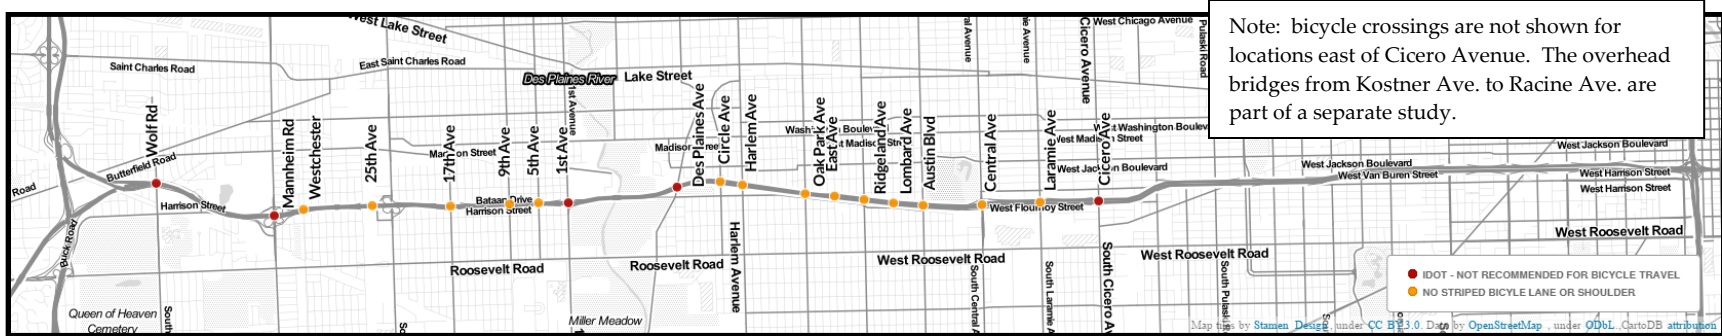 Note: bicycle crossings are not shown for
locations east of Cicero Avenue. The overhead
bridges from Kostner Ave. to Racine Ave. are
part of a separate study.
West Lake Street
Saint Charles Road
East Saint Charles Road
Des Plaines River
Lake Street
West Chicago Avenue
Cicero Avenue
Pulaski Road
1st Avenue
Wolf Rd
Mannheim Rd
Westchester
25th Ave
17th Ave
9th Ave
5th Ave
1st Ave
Des Plaines Ave
Circle Ave
Harlem Ave
Oak Park Ave
East Ave
Ridgeland Ave
Lombard Ave
Austin Blvd
Central Ave
Laramie Ave
Cicero Ave
Butterfield Road
Road
Harrison Street
Bataan Drive
Harrison Street
West Flournoy Street
West Jackson Boulevard
West Jackson Boulevard
West Jackson Boulevard
West Van Buren Street
West Harrison Street
West Harrison Street
Buck Road
Roosevelt Road
Roosevelt Road
West Roosevelt Road
West Roosevelt Road
West Roosevelt Road
Harlem Avenue
South Cicero Av
South Central A
South Laramie A
South Pulaski
Queen of Heaven
Cemetery
Miller Meadow
IDOT - NOT RECOMMENDED FOR BICYCLE TRAVEL
NO STRIPED BICYLE LANE OR SHOULDER
Map tiles by Stamen Design, under CC BY 3.0. Data by OpenStreetMap, under ODbL. CartoDB attribution